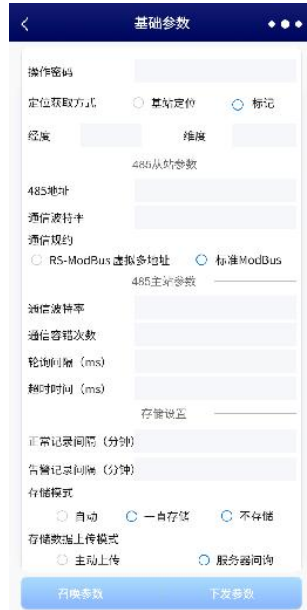 基础参数
操作密码
定位获取方式 基站定位 标记
经度 维度
485从站参数
485地址
通信波特率
通信规约
RS-ModBus虚拟多地址 标准ModBus
485主站参数
通信波特率
通信容错次数
轮询间隔（ms）
超时时间（ms）
存储设置
正常记录间隔（分钟）
告警记录间隔（分钟）
存储模式
自动 一直存储 不存储
存储数据上传模式
主动上传 服务器问询
召唤参数 下发参数